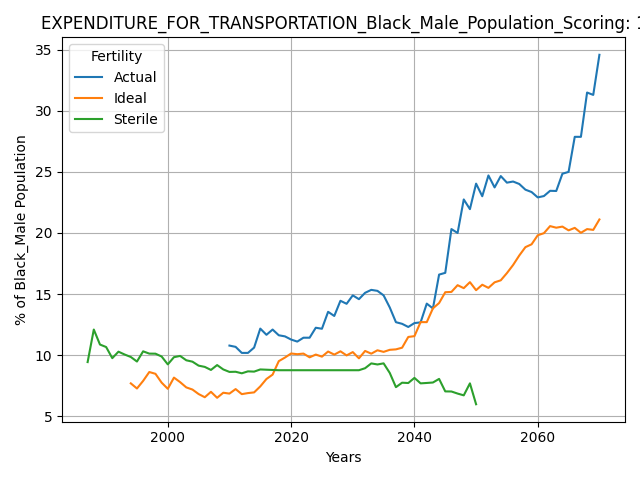 EXPENDITURE_FOR_TRANSPORTATION_Black_Male_Population_Scoring: 1
Fertility
Actual
Ideal
Sterile
% of Black_Male Population
35
30
25
20
15
10
5
2000 2020 2040 2060
Years